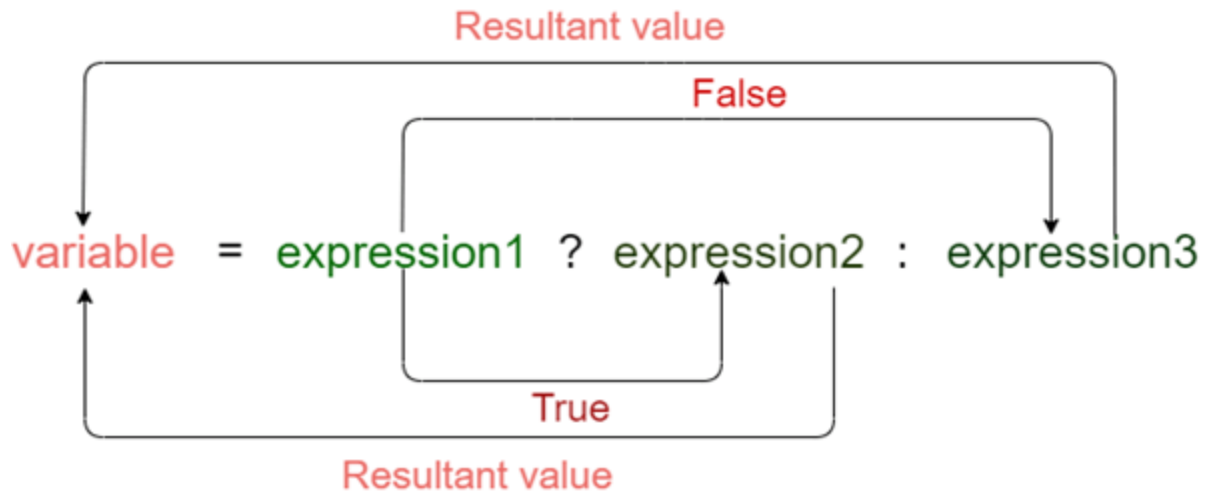 Resultant value
False
variable = expression1 ? expression2 : expression3
True
Resultant value